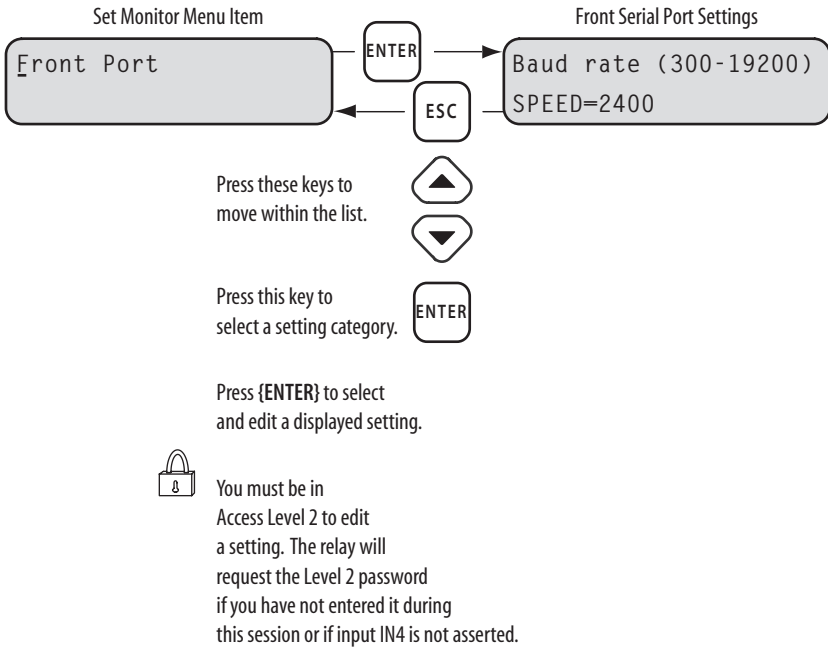 Set Monitor Menu Item
Front Serial Port Settings
Front Port
ENTER
Baud rate (300-19200)
SPEED=2400
ESC
Press these keys to
move within the list.
Press this key to
select a setting category.
ENTER
Press {ENTER} to select
and edit a displayed setting.
You must be in
Access Level 2 to edit
a setting. The relay will
request the Level 2 password
if you have not entered it during
this session or if input IN4 is not asserted.